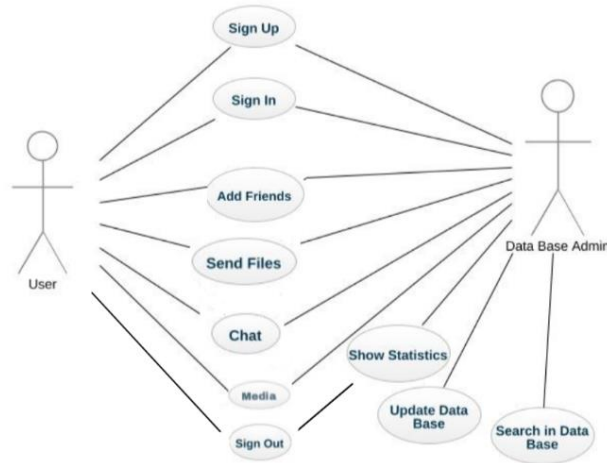 Sign Up
Sign In
Add Friends
Send Files
User
Data Base Admin
Chat
Show Statistics
Media
Update Data
Base
Sign Out
Search in Data
Base